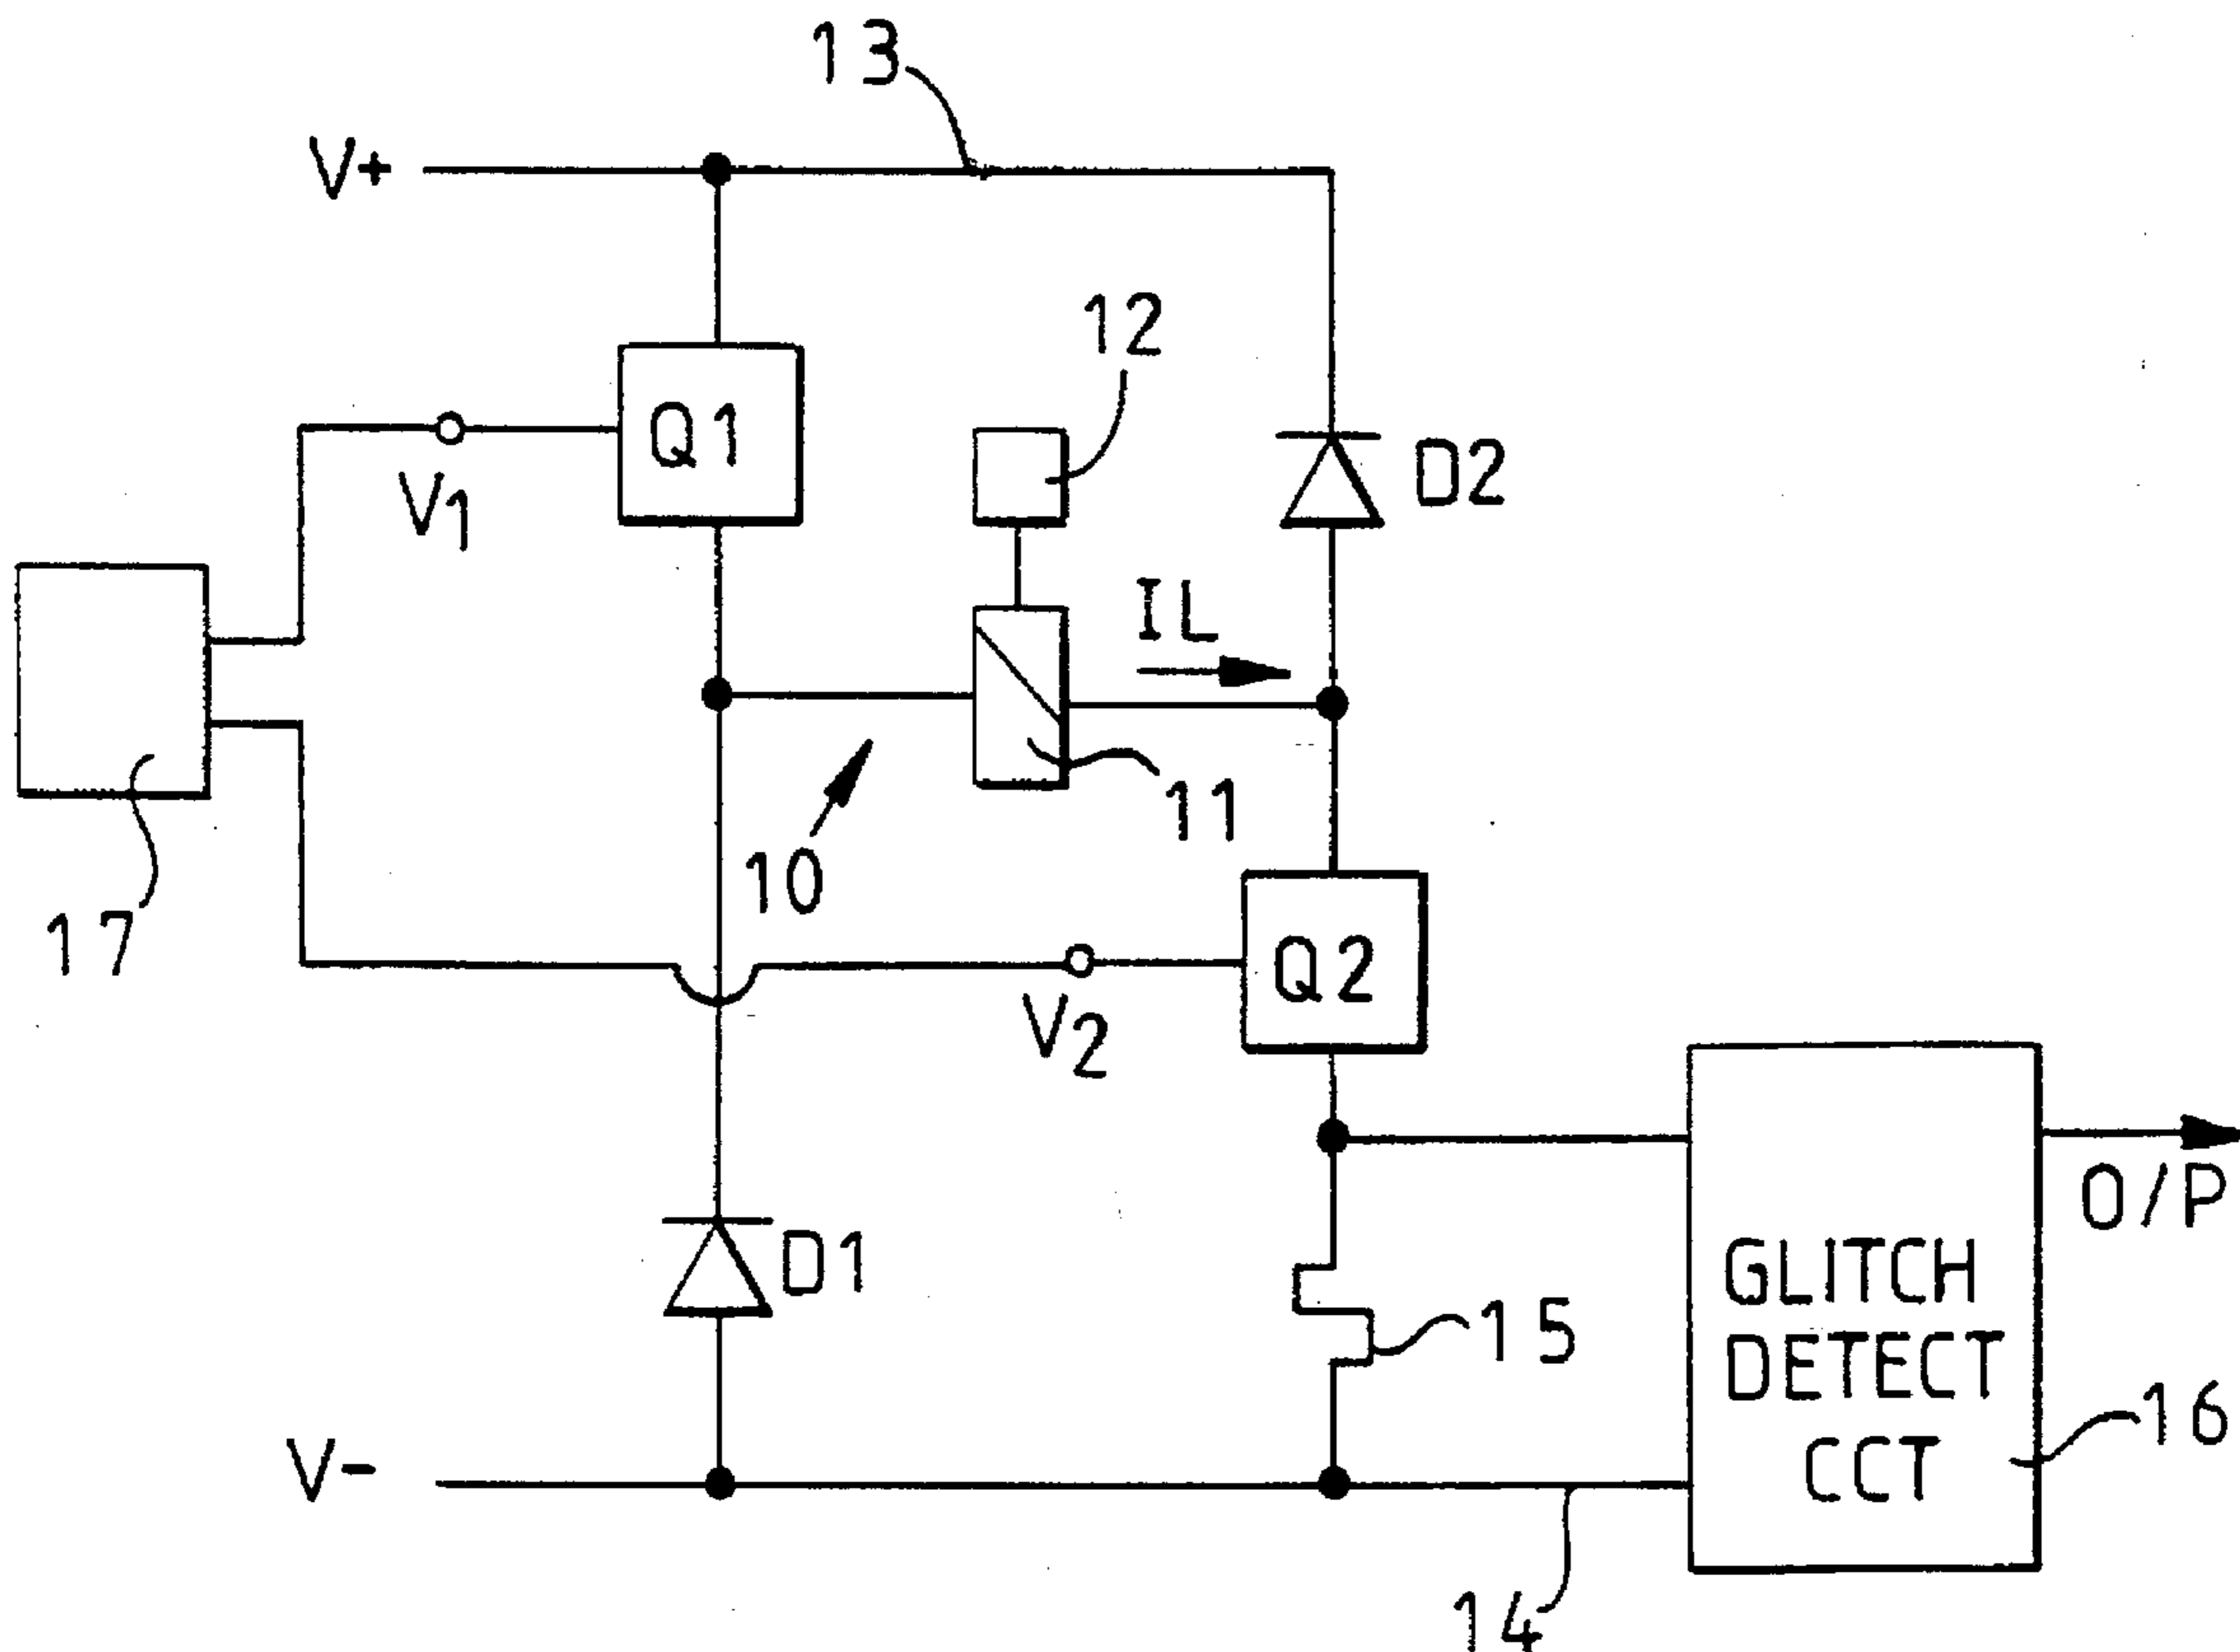 13
V+
12
Q1
D2
V1
IL
11
10
17
Q2
V2
O/P
D1
GLITCH
DETECT
CCT
15
16
V-
14